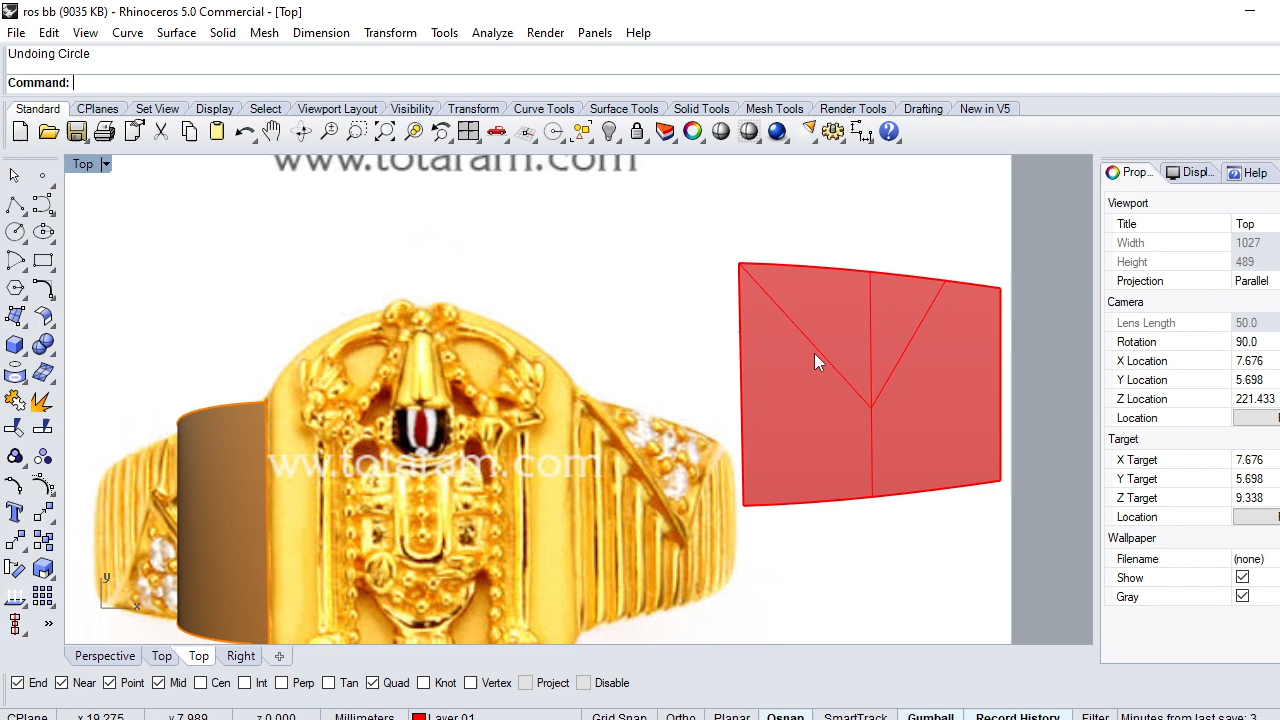 ros bb (9035 KB) - Rhinoceros 5.0 Commercial - [Top]
File Edit View Curve Surface Solid Mesh Dimension Transform Tools Analyze Render Panels Help
Undoing Circle
Command:
Standard CPlanes Set View Display Select Viewport Layout Visibility Transform Curve Tools Surface Tools Solid Tools Mesh Tools Render Tools Drafting New in V5
Top
www.totaram.com
ww.totaram.com
y
x
Prop... Displ... Help
Viewport
Title Top
Width 1027
Height 489
Projection Parallel
Camera
Lens Length 50.0
Rotation 90.0
X Location 7.676
Y Location 5.698
Z Location 221.433
Location
Target
X Target 7.676
Y Target 5.698
Z Target 9.338
Location
Wallpaper
Filename (none)
Show
Gray
Perspective Top Top Right
End Near Point Mid Cen Int Perp Tan Quad Knot Vertex Project Disable
CPlane x 19.275 y 7.989 z 0.000 Millimeters Layer 01 Grid Snap Ortho Planar Osnap SmartTrack Gumball Record History Filter Minutes from last save: 3